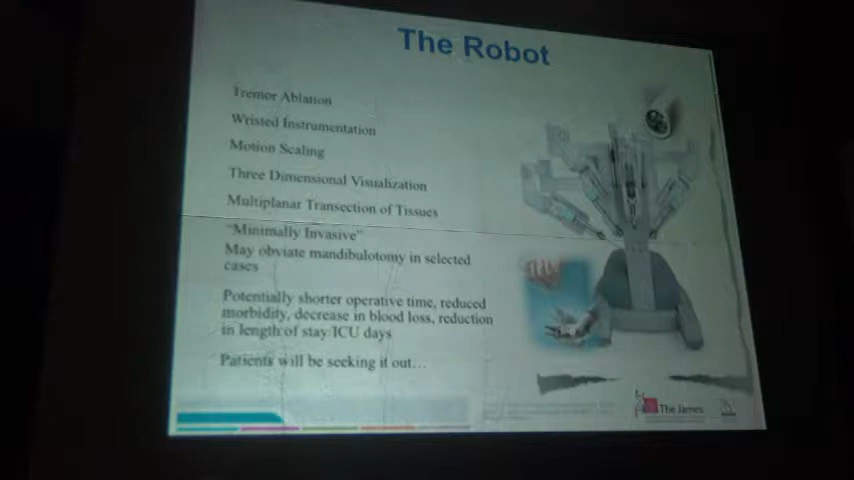 The Robot
Tremor Ablation
Wristed Instrumentation
Motion Scaling
Three Dimensional Visualization
Multiplanar Transection of Tissues
"Minimally Invasive"
May obviate mandibulotomy in selected
cases
Potentially shorter operative time, reduced
morbidity, decrease in blood loss, reduction
in length of stay/ICU days
Patients will be seeking it out…
The James